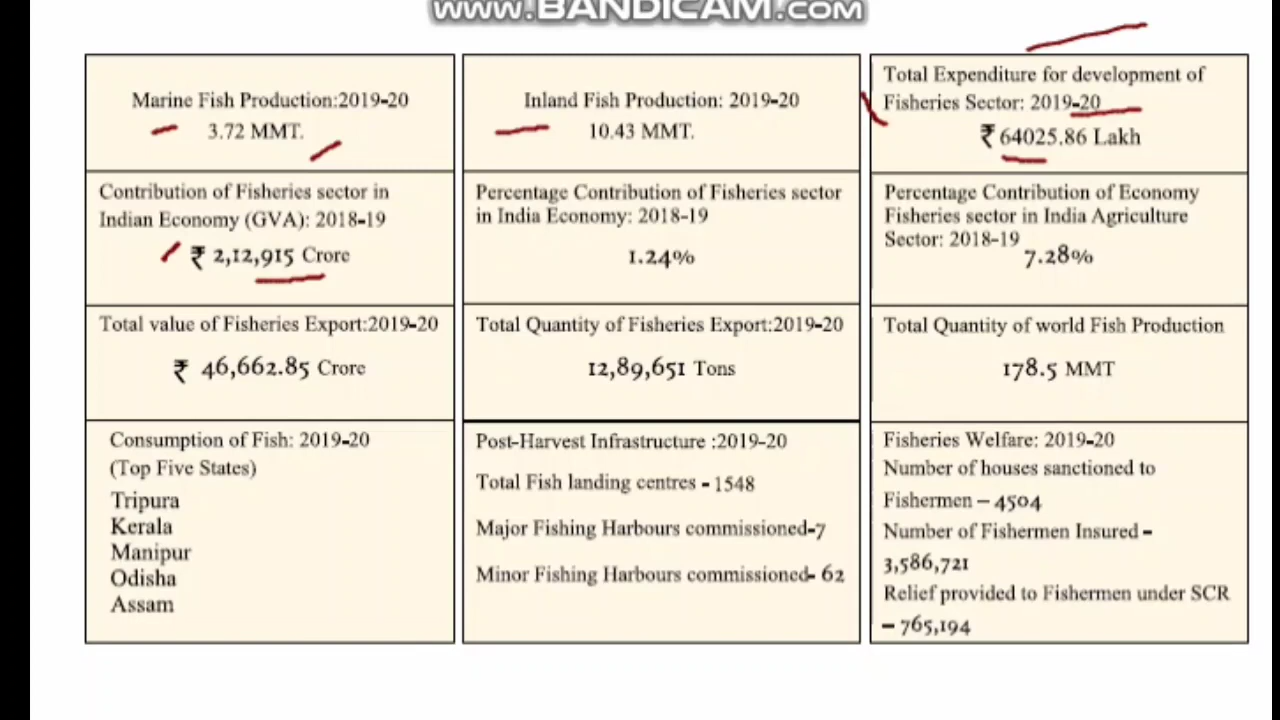 www.BANDICAM.com
Marine Fish Production:2019-20
3.72 MMT.
Inland Fish Production: 2019-20
10.43 MMT.
Total Expenditure for development of
Fisheries Sector: 2019-20
₹ 64025.86 Lakh
Contribution of Fisheries sector in
Indian Economy (GVA): 2018-19
₹ 2,12,915 Crore
Percentage Contribution of Fisheries sector
in India Economy: 2018-19
1.24%
Percentage Contribution of Economy
Fisheries sector in India Agriculture
Sector: 2018-19
7.28%
Total value of Fisheries Export:2019-20
₹ 46,662.85 Crore
Total Quantity of Fisheries Export:2019-20
12,89,651 Tons
Total Quantity of world Fish Production
178.5 MMT
Consumption of Fish: 2019-20
(Top Five States)
Tripura
Kerala
Manipur
Odisha
Assam
Post-Harvest Infrastructure :2019-20
Total Fish landing centres - 1548
Major Fishing Harbours commissioned-7
Minor Fishing Harbours commissioned- 62
Fisheries Welfare: 2019-20
Number of houses sanctioned to
Fishermen – 4504
Number of Fishermen Insured –
3,586,721
Relief provided to Fishermen under SCR
– 765,194